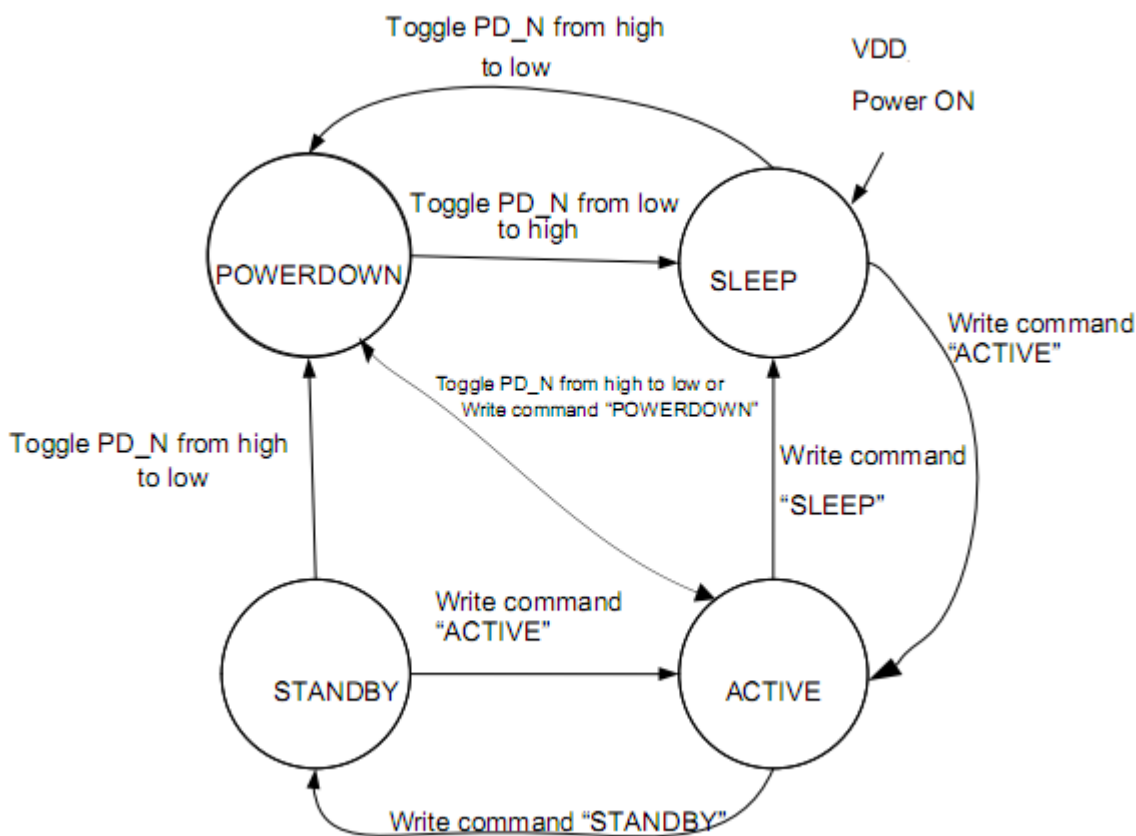 Toggle PD_N from high
to low
VDD
Power ON
Toggle PD_N from low
to high
POWERDOWN
SLEEP
Write command
“ACTIVE”
Toggle PD_N from high to low or
Write command “POWERDOWN”
Toggle PD_N from high
to low
Write command
“SLEEP”
Write command
“ACTIVE”
STANDBY
ACTIVE
Write command “STANDBY”